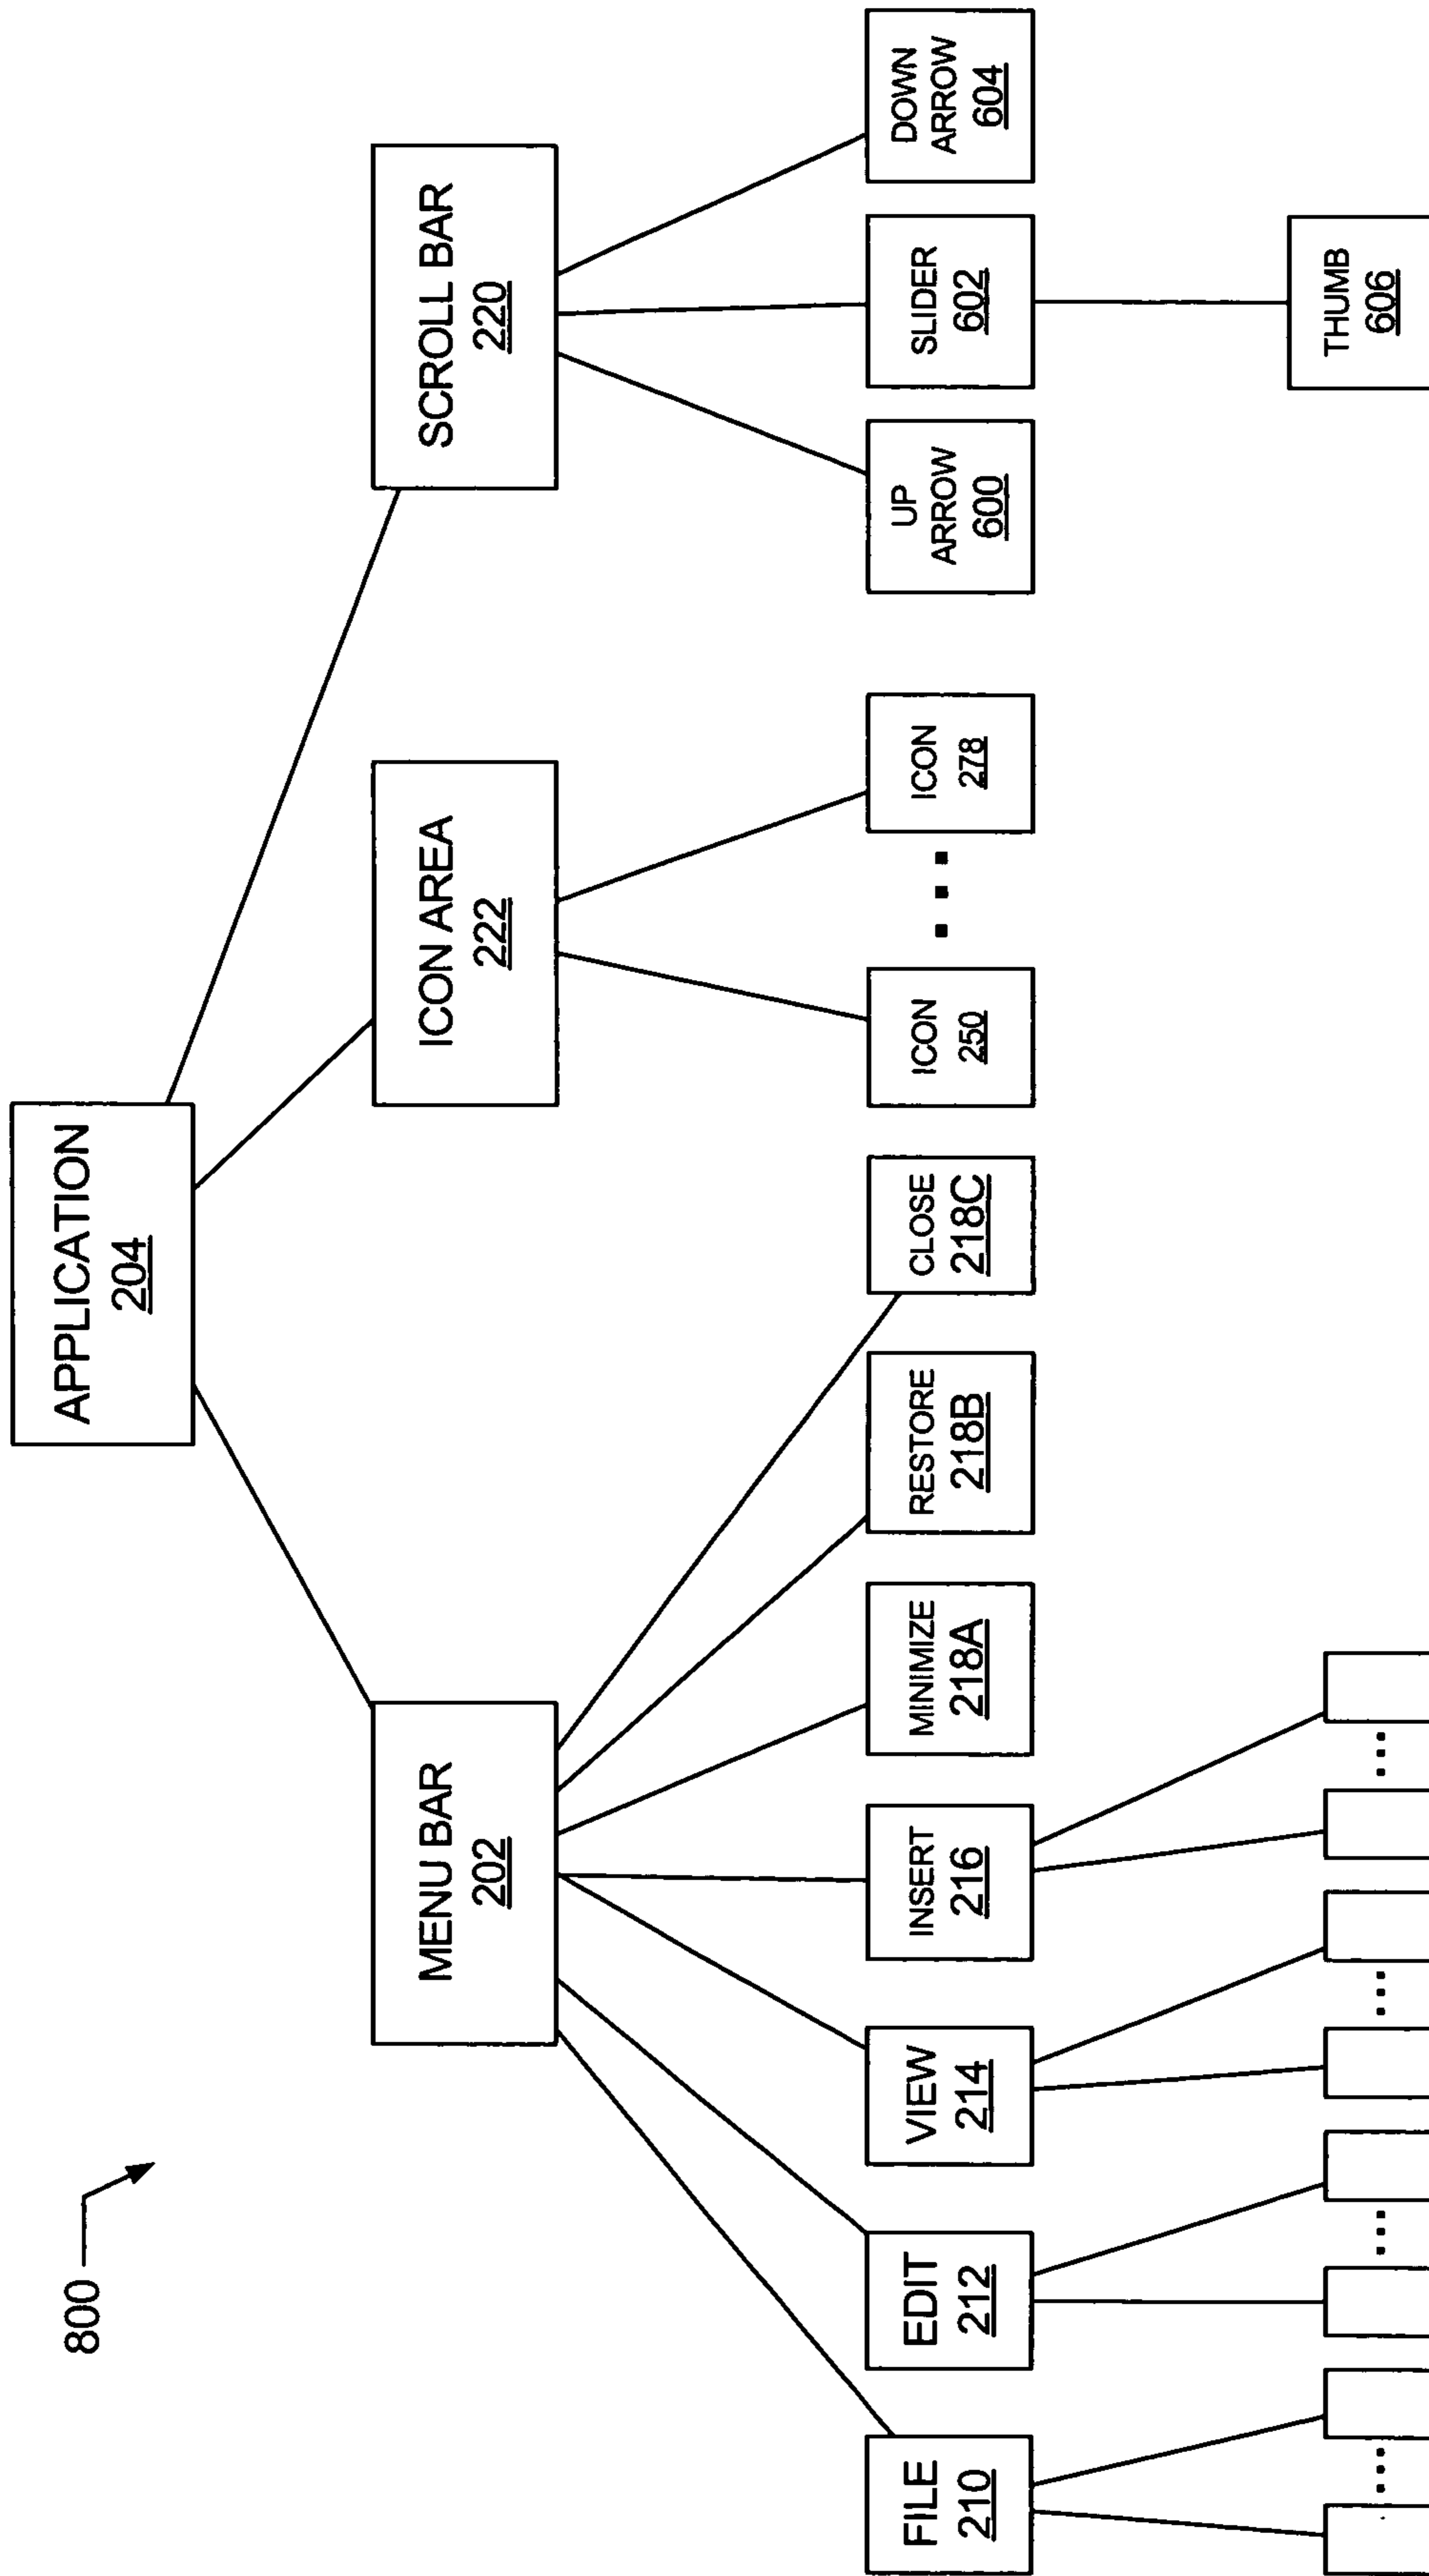 800
APPLICATION
204
MENU BAR
202
ICON AREA
222
SCROLL BAR
220
FILE
210
EDIT
212
VIEW
214
INSERT
216
MINIMIZE
218A
RESTORE
218B
CLOSE
218C
ICON
250
ICON
278
UP
ARROW
600
SLIDER
602
DOWN
ARROW
604
THUMB
606